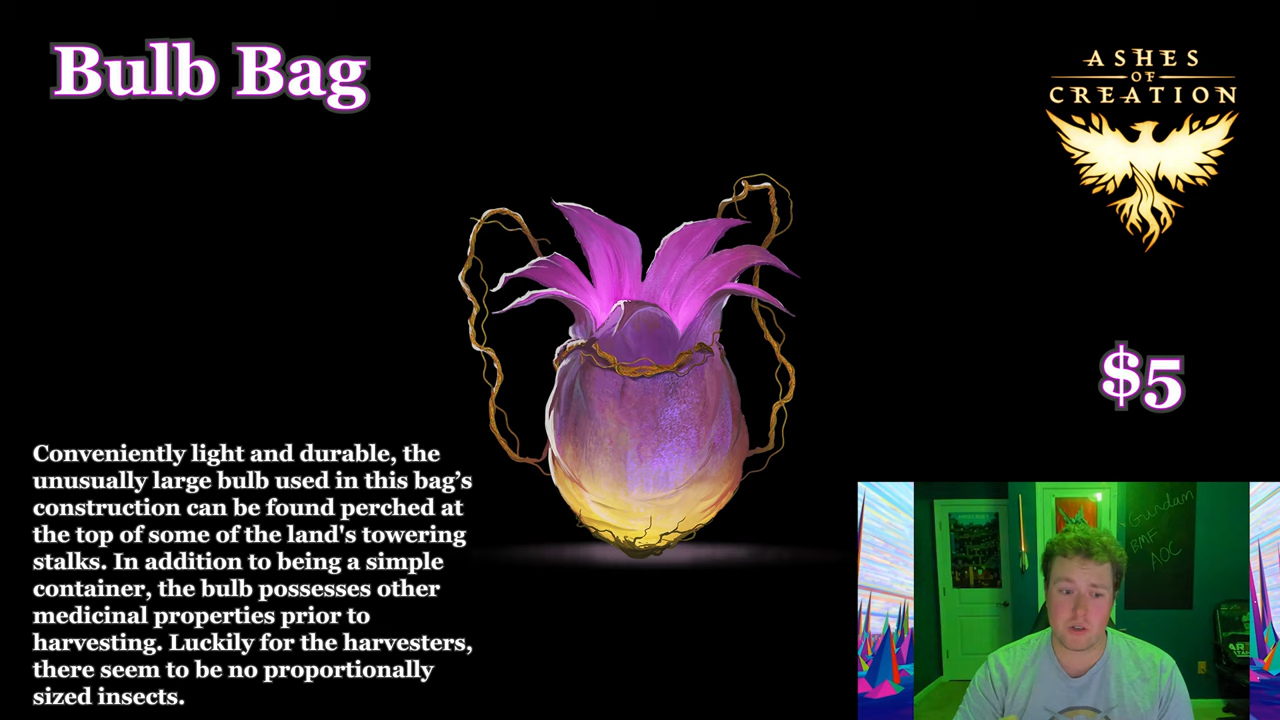 Bulb Bag
ASHES
OF
CREATION
$5
Conveniently light and durable, the
unusually large bulb used in this bag’s
construction can be found perched at
the top of some of the land's towering
stalks. In addition to being a simple
container, the bulb possesses other
medicinal properties prior to
harvesting. Luckily for the harvesters,
there seem to be no proportionally
sized insects.
Gundam
BMF
AOC